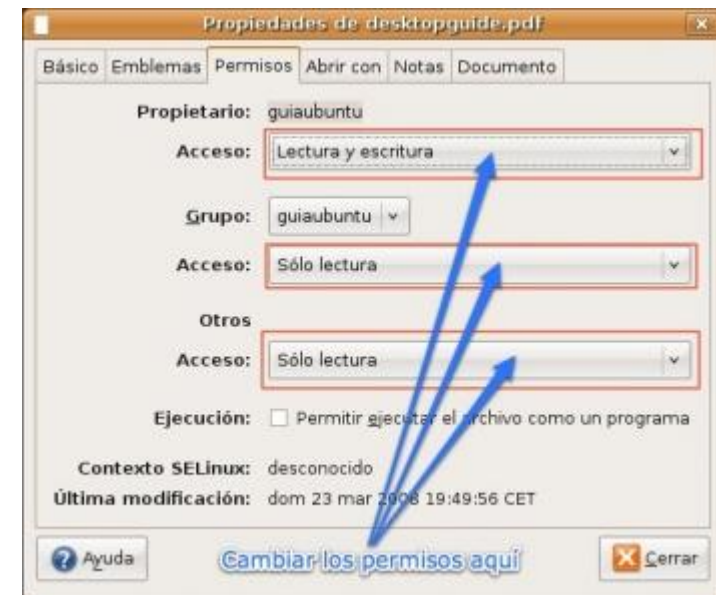 Propiedades de desktopguide.pdf
Básico Emblemas Permisos Abrir con Notas Documento
Propietario: guiaubuntu
Acceso: Lectura y escritura
Grupo: guiaubuntu
Acceso: Sólo lectura
Otros
Acceso: Sólo lectura
Ejecución: Permitir ejecutar el archivo como un programa
Contexto SELinux: desconocido
Última modificación: dom 23 mar 2008 19:49:56 CET
Ayuda Cambiar los permisos aquí Cerrar